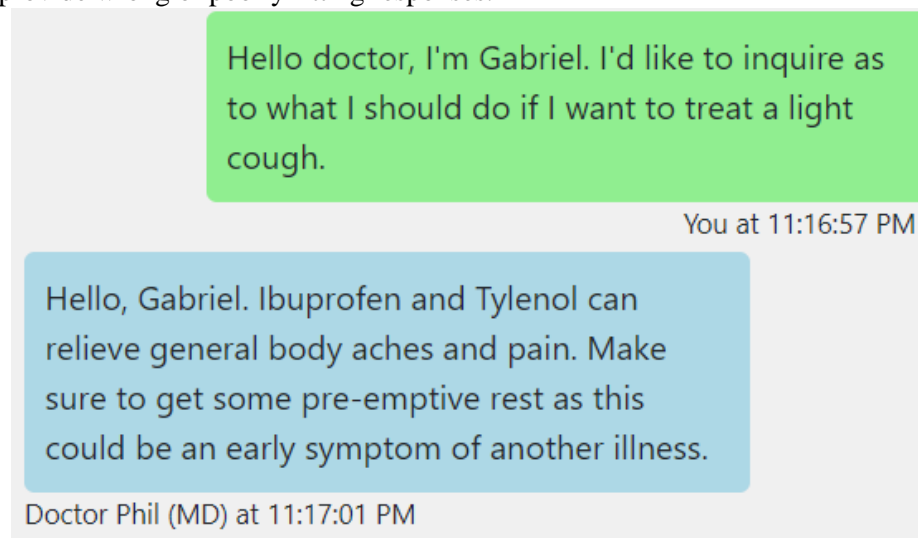 Hello doctor, I'm Gabriel. I'd like to inquire as
to what I should do if I want to treat a light
cough.
You at 11:16:57 PM
Hello, Gabriel. Ibuprofen and Tylenol can
relieve general body aches and pain. Make
sure to get some pre-emptive rest as this
could be an early symptom of another illness.
Doctor Phil (MD) at 11:17:01 PM